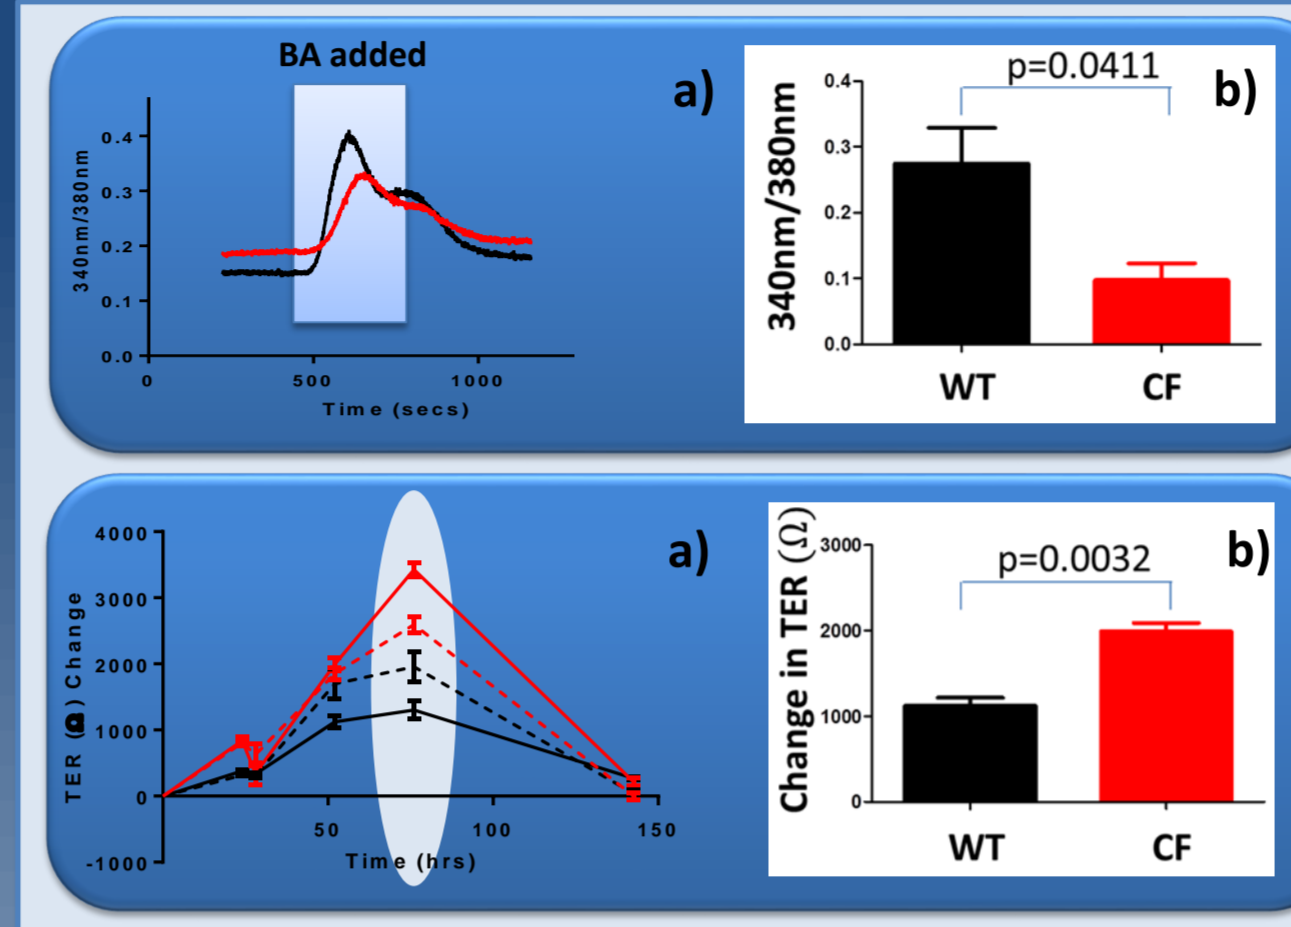 BA added
a)
340nm/380nm
0.4
0.3
0.2
0.1
0.0
0
500
1000
Time (secs)
b)
p=0.0411
340nm/380nm
0.4
0.3
0.2
0.1
0.0
WT
CF
a)
TER ( ) Change
4000
3000
2000
1000
0
-1000
50
100
150
Time (hrs)
b)
p=0.0032
Change in TER (Ω)
3000
2000
1000
0
WT
CF